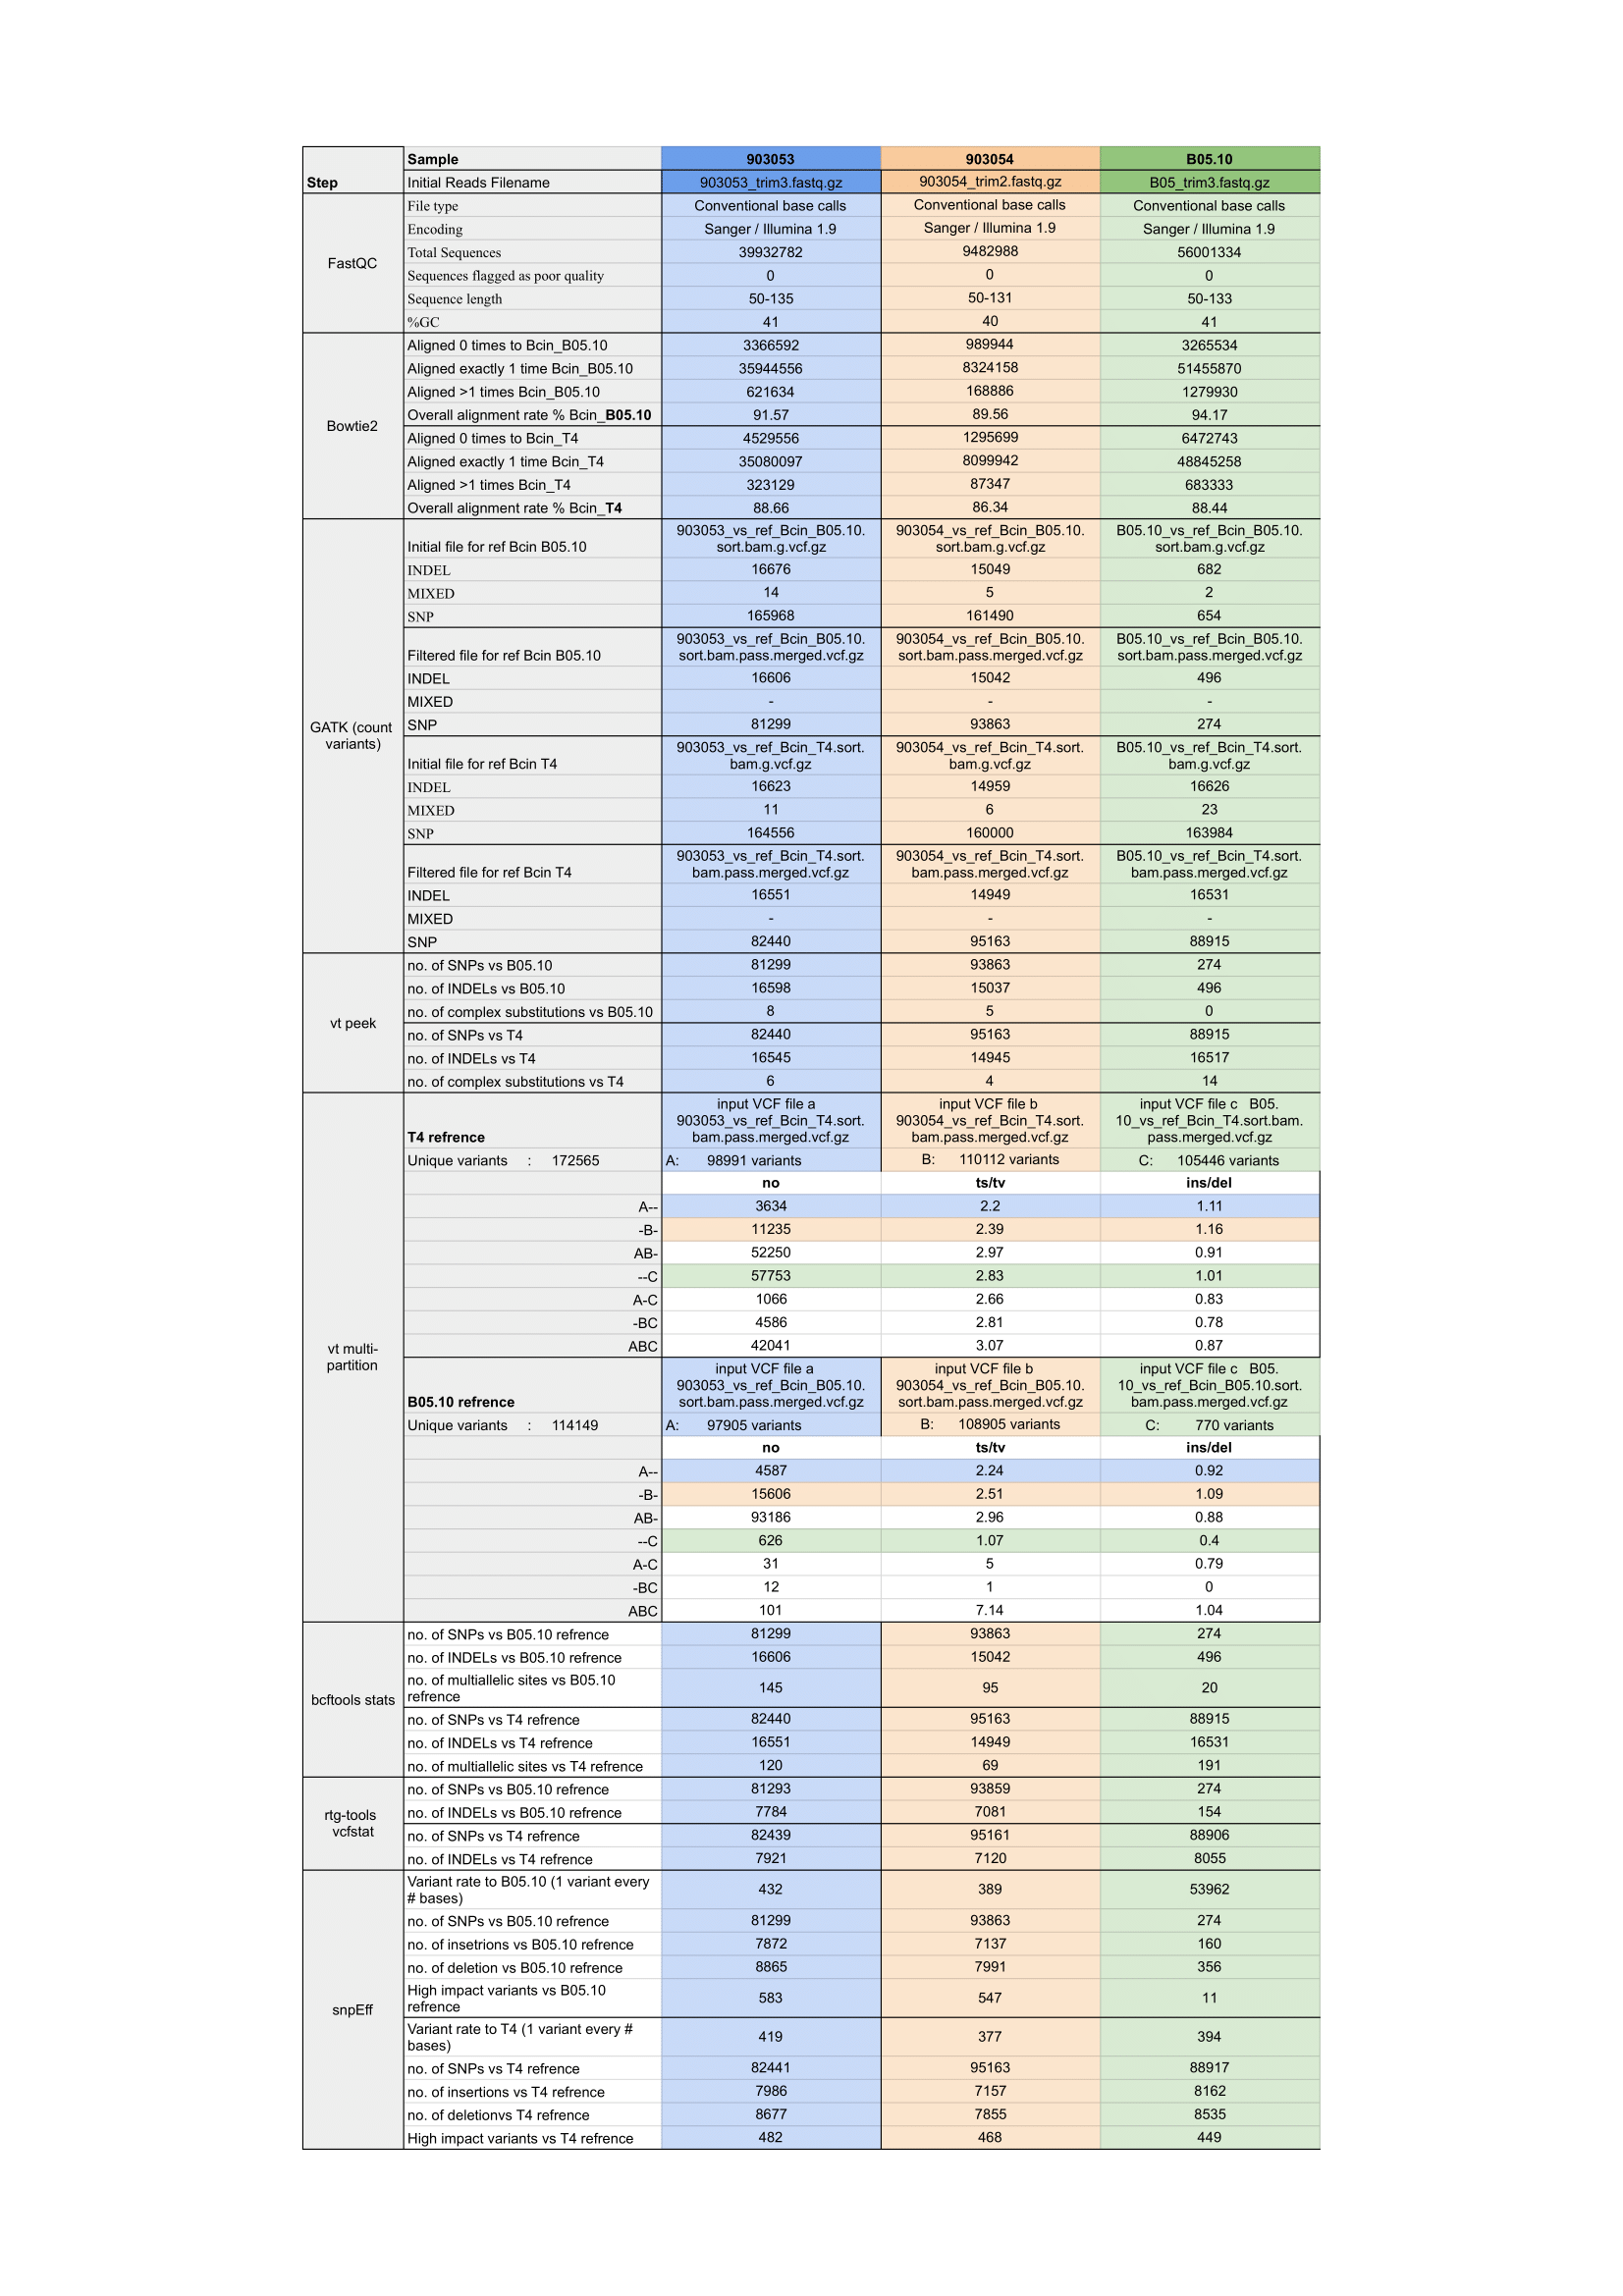 Sample 903053 903054 B05.10
Step Initial Reads Filename 903053_trim3.fastq.gz 903054_trim2.fastq.gz B05_trim3.fastq.gz
FastQC
File type Conventional base calls Conventional base calls Conventional base calls
Encoding Sanger / Illumina 1.9 Sanger / Illumina 1.9 Sanger / Illumina 1.9
Total Sequences 39932782 9482988 56001334
Sequences flagged as poor quality 0 0 0
Sequence length 50-135 50-131 50-133
%GC 41 40 41
Bowtie2
Aligned 0 times to Bcin_B05.10 3366592 989944 3265534
Aligned exactly 1 time Bcin_B05.10 35944556 8324158 51455870
Aligned >1 times Bcin_B05.10 621634 168886 1279930
Overall alignment rate % Bcin_B05.10 91.57 89.56 94.17
Aligned 0 times to Bcin_T4 4529556 1295699 6472743
Aligned exactly 1 time Bcin_T4 35080097 8099942 48845258
Aligned >1 times Bcin_T4 323129 87347 683333
Overall alignment rate % Bcin_T4 88.66 86.34 88.44
GATK (count
variants)
903053_vs_ref_Bcin_B05.10. 903054_vs_ref_Bcin_B05.10. B05.10_vs_ref_Bcin_B05.10.
Initial file for ref Bcin B05.10 sort.bam.g.vcf.gz sort.bam.g.vcf.gz sort.bam.g.vcf.gz
INDEL 16676 15049 682
MIXED 14 5 2
SNP 165968 161490 654
903053_vs_ref_Bcin_B05.10. 903054_vs_ref_Bcin_B05.10. B05.10_vs_ref_Bcin_B05.10.
Filtered file for ref Bcin B05.10 sort.bam.pass.merged.vcf.gz sort.bam.pass.merged.vcf.gz sort.bam.pass.merged.vcf.gz
INDEL 16606 15042 496
MIXED - - -
SNP 81299 93863 274
903053_vs_ref_Bcin_T4.sort. 903054_vs_ref_Bcin_T4.sort. B05.10_vs_ref_Bcin_T4.sort.
Initial file for ref Bcin T4 bam.g.vcf.gz bam.g.vcf.gz bam.g.vcf.gz
INDEL 16623 14959 16626
MIXED 11 6 23
SNP 164556 160000 163984
903053_vs_ref_Bcin_T4.sort. 903054_vs_ref_Bcin_T4.sort. B05.10_vs_ref_Bcin_T4.sort.
Filtered file for ref Bcin T4 bam.pass.merged.vcf.gz bam.pass.merged.vcf.gz bam.pass.merged.vcf.gz
INDEL 16551 14949 16531
MIXED - - -
SNP 82440 95163 88915
vt peek
no. of SNPs vs B05.10 81299 93863 274
no. of INDELs vs B05.10 16598 15037 496
no. of complex substitutions vs B05.10 8 5 0
no. of SNPs vs T4 82440 95163 88915
no. of INDELs vs T4 16545 14945 16517
no. of complex substitutions vs T4 6 4 14
vt multi-
partition
input VCF file a input VCF file b input VCF file c B05.
903053_vs_ref_Bcin_T4.sort. 903054_vs_ref_Bcin_T4.sort. 10_vs_ref_Bcin_T4.sort.bam.
T4 refrence bam.pass.merged.vcf.gz bam.pass.merged.vcf.gz pass.merged.vcf.gz
Unique variants : 172565 A: 98991 variants B: 110112 variants C: 105446 variants
no ts/tv ins/del
A-- 3634 2.2 1.11
-B- 11235 2.39 1.16
AB- 52250 2.97 0.91
--C 57753 2.83 1.01
A-C 1066 2.66 0.83
-BC 4586 2.81 0.78
ABC 42041 3.07 0.87
input VCF file a input VCF file b input VCF file c B05.
903053_vs_ref_Bcin_B05.10. 903054_vs_ref_Bcin_B05.10. 10_vs_ref_Bcin_B05.10.sort.
B05.10 refrence sort.bam.pass.merged.vcf.gz sort.bam.pass.merged.vcf.gz bam.pass.merged.vcf.gz
Unique variants : 114149 A: 97905 variants B: 108905 variants C: 770 variants
no ts/tv ins/del
A-- 4587 2.24 0.92
-B- 15606 2.51 1.09
AB- 93186 2.96 0.88
--C 626 1.07 0.4
A-C 31 5 0.79
-BC 12 1 0
ABC 101 7.14 1.04
bcftools stats
no. of SNPs vs B05.10 refrence 81299 93863 274
no. of INDELs vs B05.10 refrence 16606 15042 496
no. of multiallelic sites vs B05.10
refrence 145 95 20
no. of SNPs vs T4 refrence 82440 95163 88915
no. of INDELs vs T4 refrence 16551 14949 16531
no. of multiallelic sites vs T4 refrence 120 69 191
rtg-tools
vcfstat
no. of SNPs vs B05.10 refrence 81293 93859 274
no. of INDELs vs B05.10 refrence 7784 7081 154
no. of SNPs vs T4 refrence 82439 95161 88906
no. of INDELs vs T4 refrence 7921 7120 8055
snpEff
Variant rate to B05.10 (1 variant every
# bases) 432 389 53962
no. of SNPs vs B05.10 refrence 81299 93863 274
no. of insetrions vs B05.10 refrence 7872 7137 160
no. of deletion vs B05.10 refrence 8865 7991 356
High impact variants vs B05.10
refrence 583 547 11
Variant rate to T4 (1 variant every #
bases) 419 377 394
no. of SNPs vs T4 refrence 82441 95163 88917
no. of insertions vs T4 refrence 7986 7157 8162
no. of deletionvs T4 refrence 8677 7855 8535
High impact variants vs T4 refrence 482 468 449